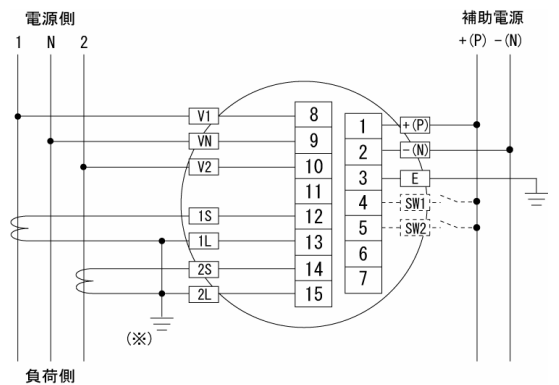 電源側
1 N 2
補助電源
+(P) -(N)
V1 8
VN 9
V2 10
11
1S 12
1L 13
2S 14
2L 15
1 +(P)
2 -(N)
3 E
4 SW1
5 SW2
6
7
(※)
負荷側